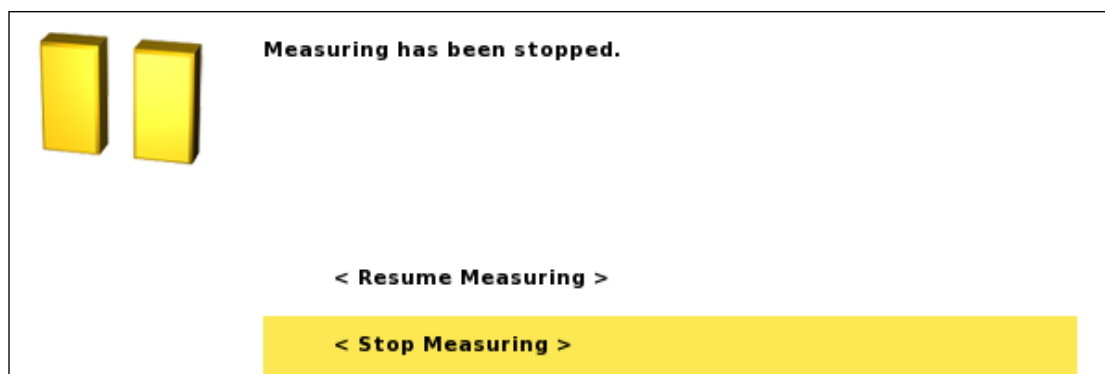 Measuring has been stopped.
< Resume Measuring >
< Stop Measuring >